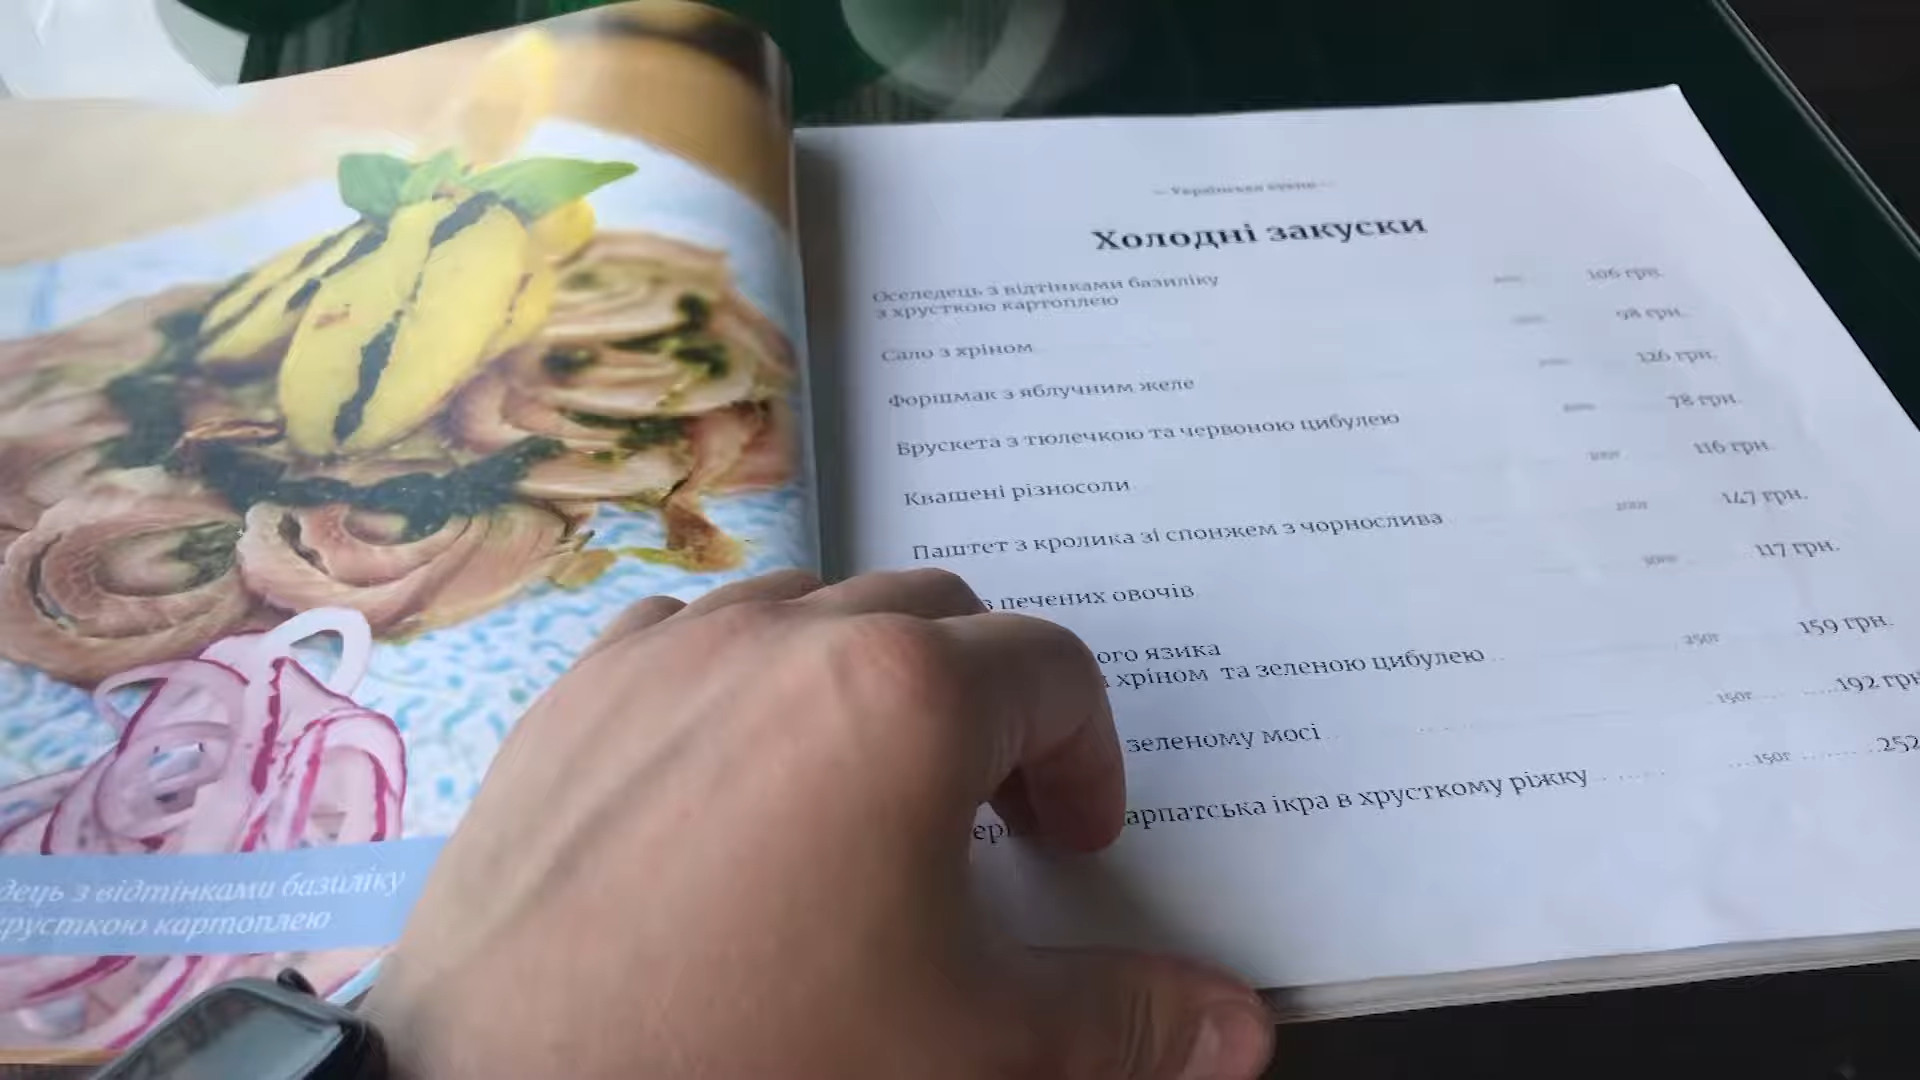 — Українська кухня —
Холодні закуски
Оселедець з відтінками базиліку
з хрусткою картоплею 106 грн.
Сало з хріном 98 грн.
Форшмак з яблучним желе 126 грн.
Брускета з тюлечкою та червоною цибулею 78 грн.
Квашені різносоли 116 грн.
Паштет з кролика зі спонжем з чорнослива 147 грн.
з печених овочів 117 грн.
ого язика
хріном та зеленою цибулею 250г 159 грн.
зеленому мосі 150г 192 грн
арпатська ікра в хрусткому ріжку 150г 252
дець з відтінками базиліку
хрусткою картоплею